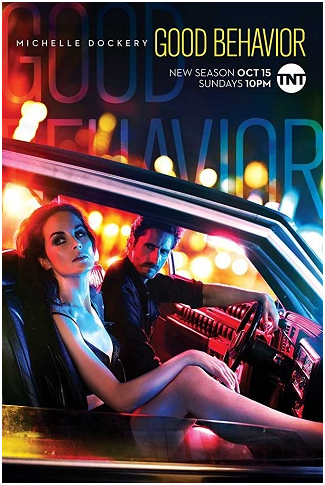 GOOD
BEHAVIOR
MICHELLE DOCKERY GOOD BEHAVIOR
NEW SEASON OCT 15
SUNDAYS 10PM
TNT